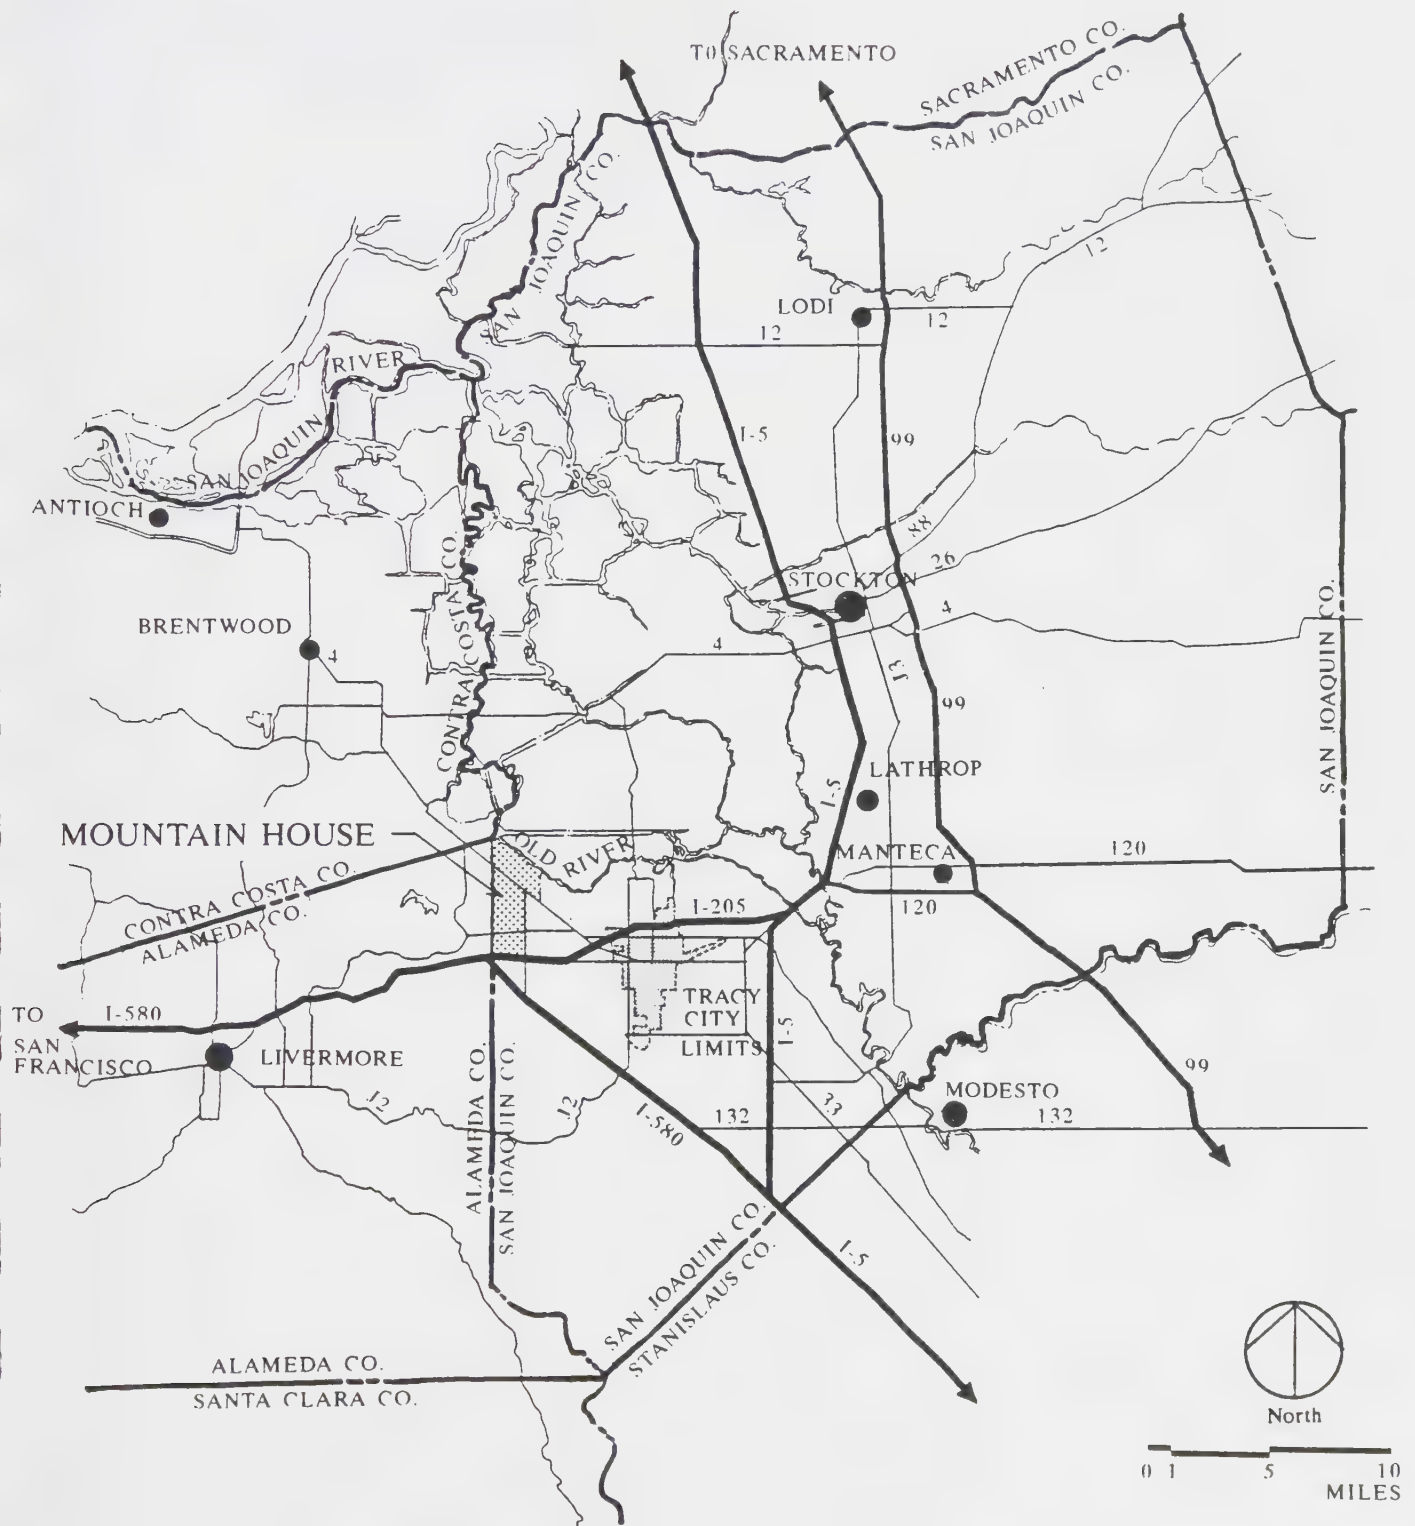 TO SACRAMENTO
SACRAMENTO CO.
SAN JOAQUIN CO.
SAN JOAQUIN CO.
12
LODI
12
12
RIVER
SAN JOAQUIN
I-5
99
ANTIOCH
88
26
STOCKTON
CONTRA COSTA CO.
4
BRENTWOOD
4
4
J3
99
SAN JOAQUIN CO.
LATHROP
I-5
MOUNTAIN HOUSE
OLD RIVER
MANTECA
120
CONTRA COSTA CO.
ALAMEDA CO.
I-205
120
TRACY
CITY
LIMITS
I-5
TO
SAN
FRANCISCO
I-580
LIVERMORE
J2
J2
ALAMEDA CO.
SAN JOAQUIN CO.
I-580
132
33
MODESTO
132
99
SAN JOAQUIN CO.
STANISLAUS CO.
I-5
ALAMEDA CO.
SANTA CLARA CO.
North
0 1 5 10
MILES